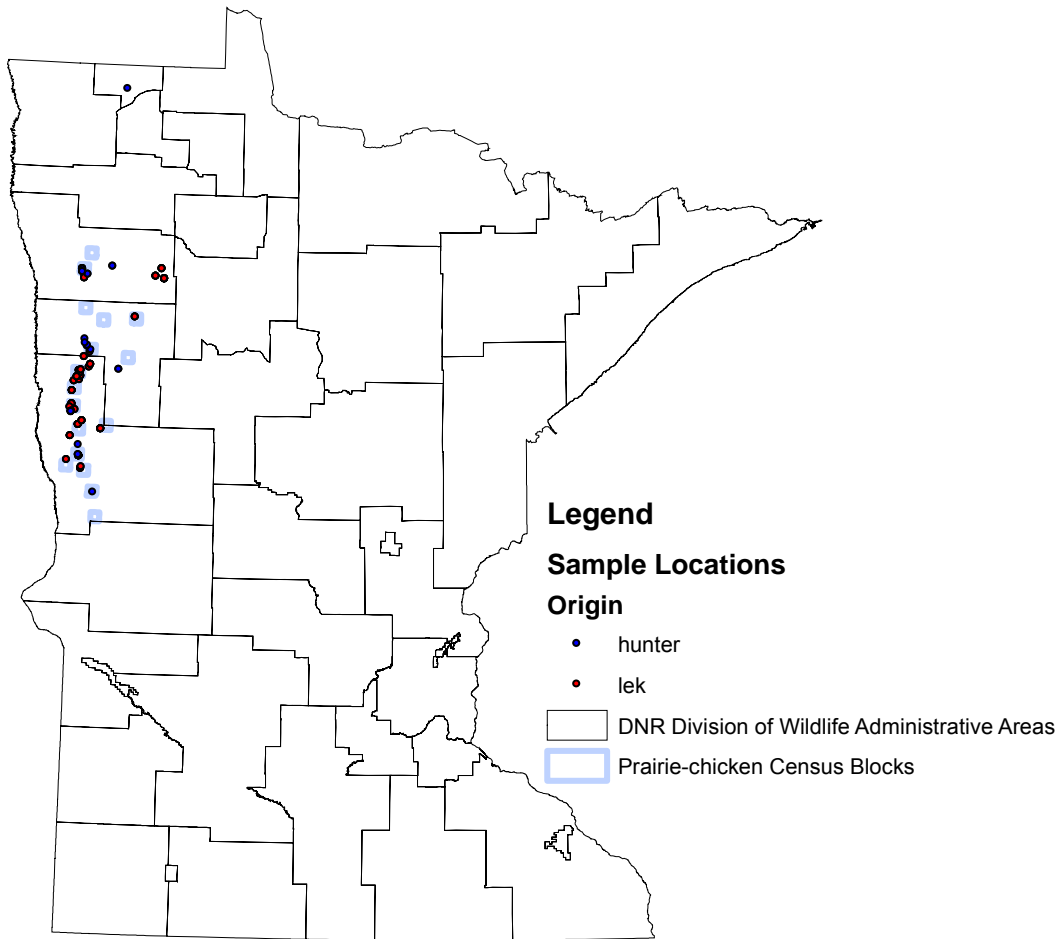 Legend
Sample Locations
Origin
hunter
lek
DNR Division of Wildlife Administrative Areas
Prairie-chicken Census Blocks